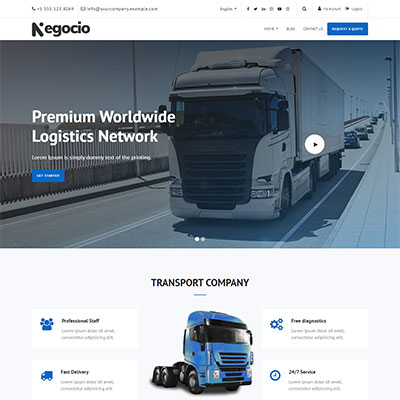 +1 555 525 8069 info@yourcompany.example.com English My Account Logout
Negocio HOME BLOG CONTACT US REQUEST A QUOTE
Premium Worldwide
Logistics Network
Lorem Ipsum is simply dummy text of the printing.
GET STARTED
TRANSPORT COMPANY
Professional Staff
Lorem ipsum dolor sit amet,
consectetur adipisicing elit.
Free diagnostics
Lorem ipsum dolor sit amet,
consectetur adipisicing elit.
Fast Delivery
Lorem ipsum dolor sit amet,
consectetur adipisicing elit.
24/7 Service
Lorem ipsum dolor sit amet,
consectetur adipisicing elit.